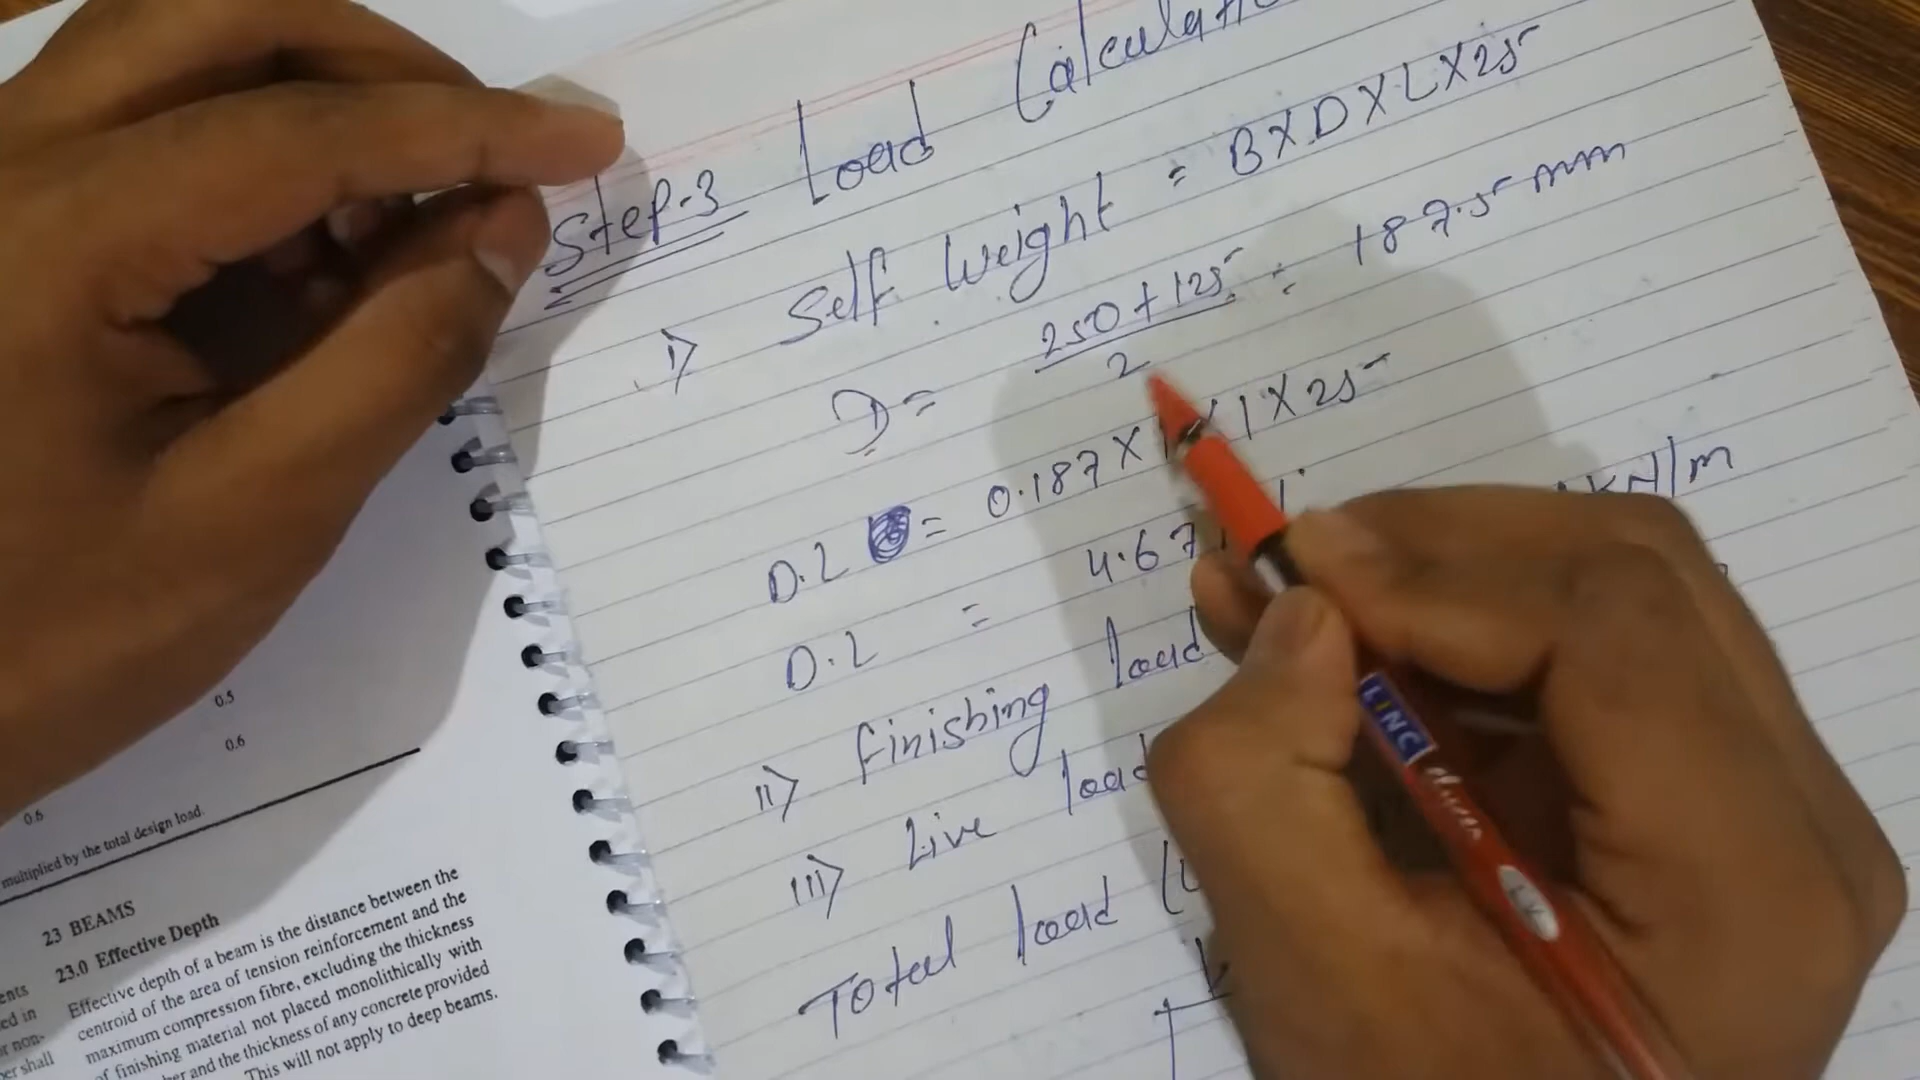 Step-3 Load
Self Weight = B X D X L X 25
D = 250 + 125 / 2 = 187.5 mm
D.L = 0.187 X 1 X 25
D.L = 4.67 kN/m
ii> finishing load
iii> Live load
Total load
LINC
0.5
0.6
0.6
multiplied by the total design load.
23 BEAMS
23.0 Effective Depth
Effective depth of a beam is the distance between the
centroid of the area of tension reinforcement and the
maximum compression fibre, excluding the thickness
of finishing material not placed monolithically with
and the thickness of any concrete provided
This will not apply to deep beams.